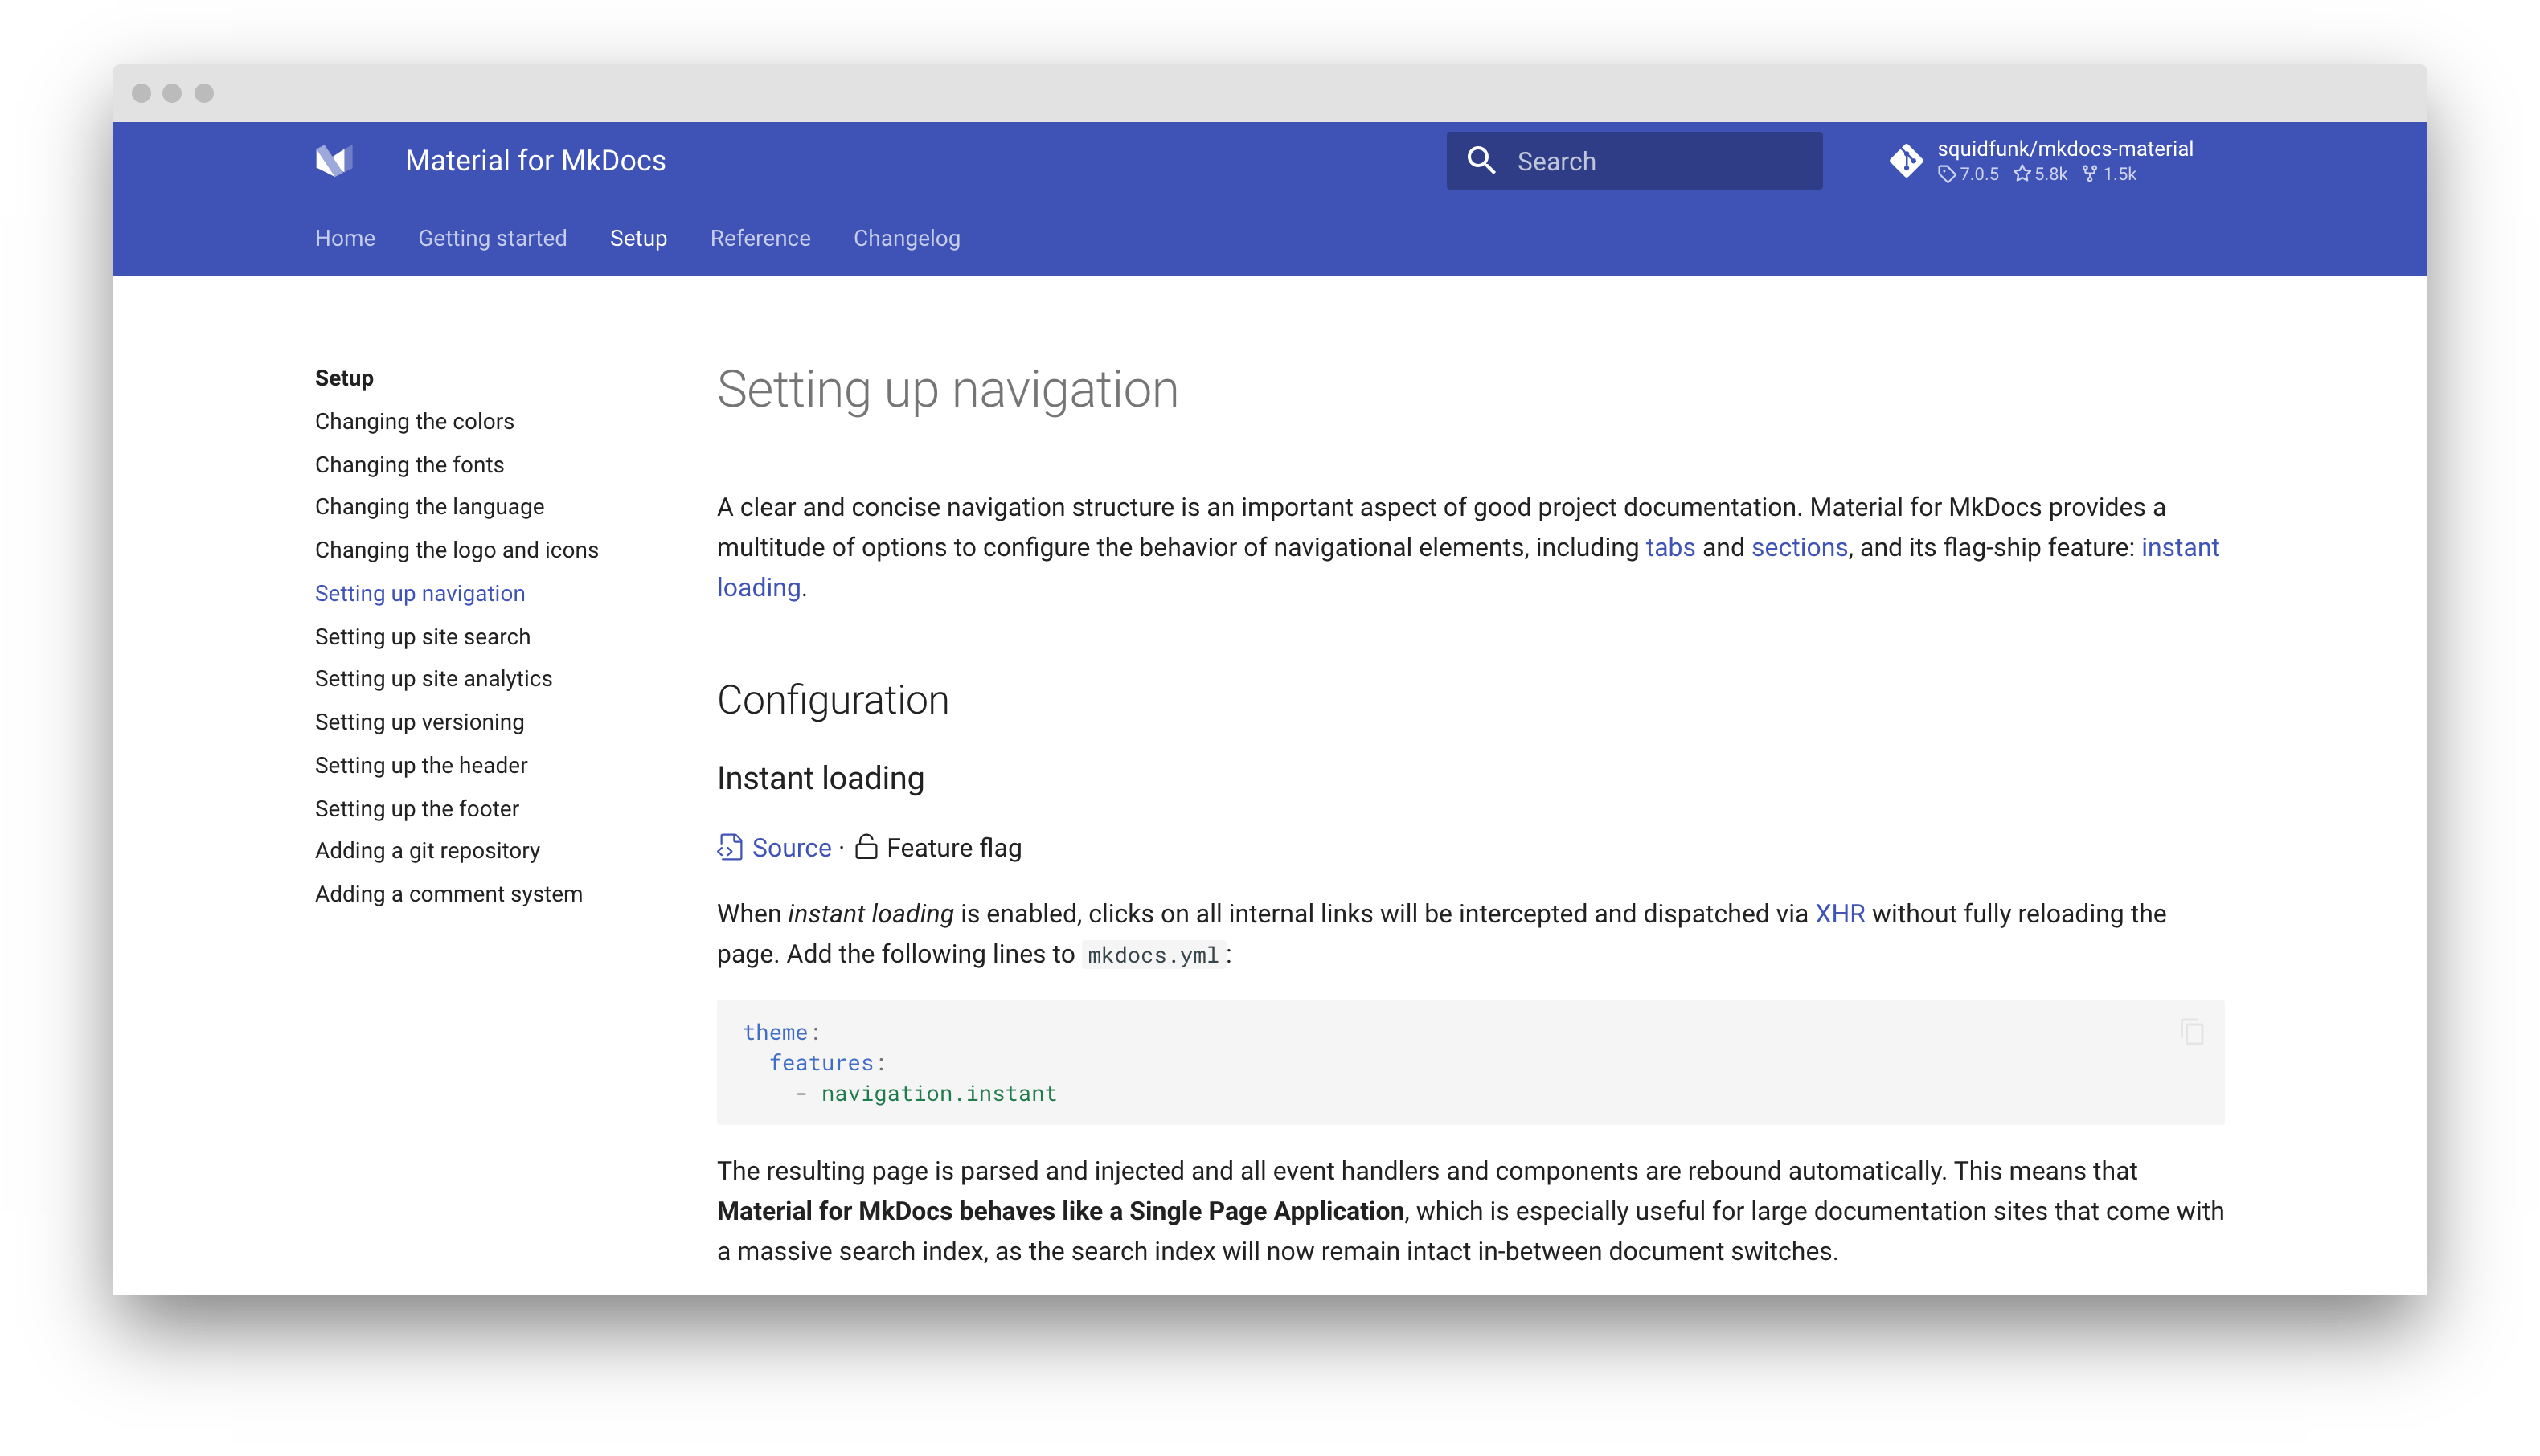 Material for MkDocs
Search
squidfunk/mkdocs-material
7.0.5 5.8k 1.5k
Home Getting started Setup Reference Changelog
Setup
Changing the colors
Changing the fonts
Changing the language
Changing the logo and icons
Setting up navigation
Setting up site search
Setting up site analytics
Setting up versioning
Setting up the header
Setting up the footer
Adding a git repository
Adding a comment system
Setting up navigation
A clear and concise navigation structure is an important aspect of good project documentation. Material for MkDocs provides a
multitude of options to configure the behavior of navigational elements, including tabs and sections, and its flag-ship feature: instant
loading.
Configuration
Instant loading
Source · Feature flag
When instant loading is enabled, clicks on all internal links will be intercepted and dispatched via XHR without fully reloading the
page. Add the following lines to mkdocs.yml:
theme:
  features:
    - navigation.instant
The resulting page is parsed and injected and all event handlers and components are rebound automatically. This means that
Material for MkDocs behaves like a Single Page Application, which is especially useful for large documentation sites that come with
a massive search index, as the search index will now remain intact in-between document switches.